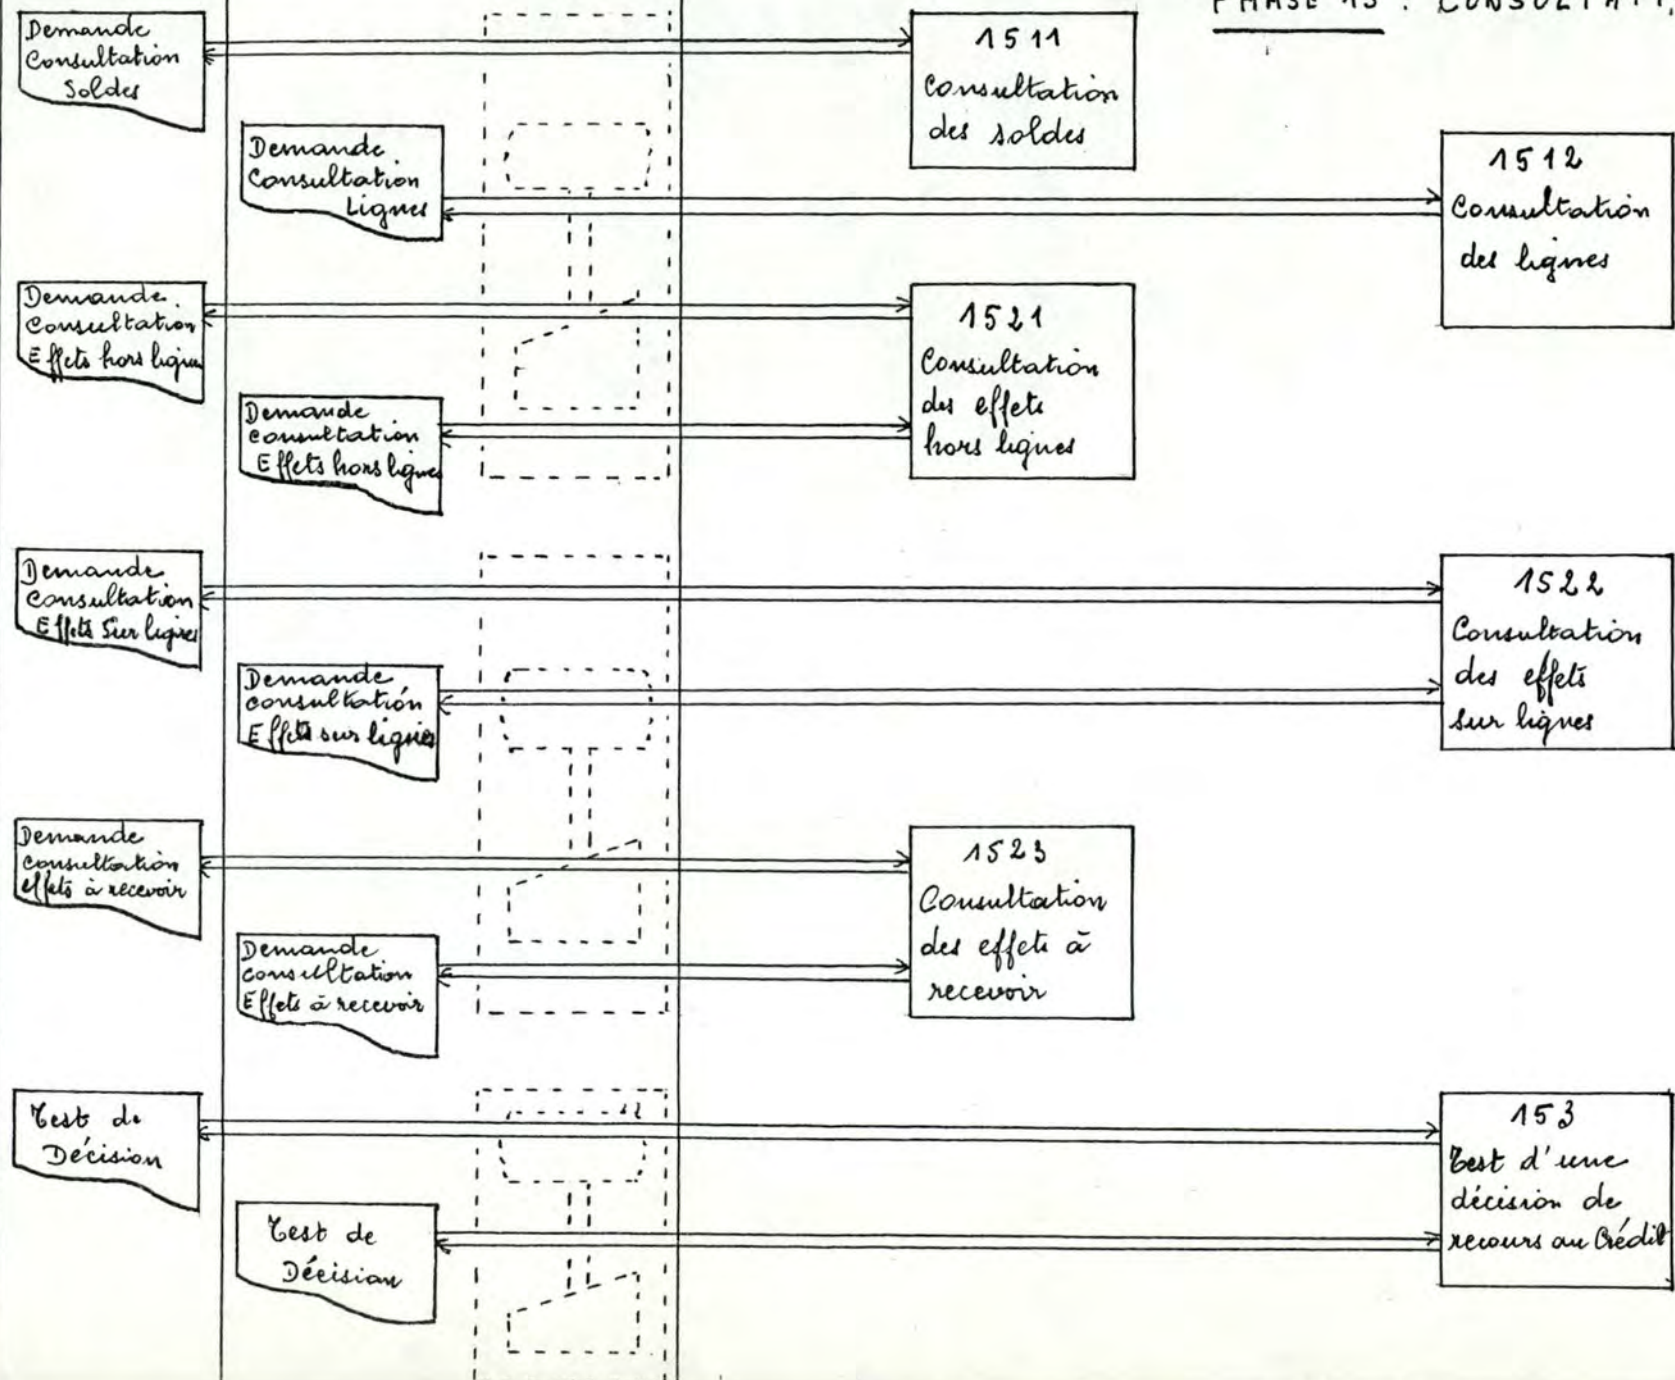 PHASE 15 : CONSULTATI
Demande
Consultation
Soldes
1511
Consultation
des soldes
Demande
Consultation
Lignes
1512
Consultation
des lignes
Demande
Consultation
Effets hors lignes
1521
Consultation
des effets
hors lignes
Demande
Consultation
Effets hors lignes
Demande
Consultation
Effets Sur lignes
1522
Consultation
des effets
sur lignes
Demande
consultation
Effets sur lignes
Demande
consultation
effets à recevoir
1523
Consultation
des effets à
recevoir
Demande
consultation
Effets à recevoir
Test de
Décision
153
Test d'une
décision de
recours au Crédit
Test de
Décision